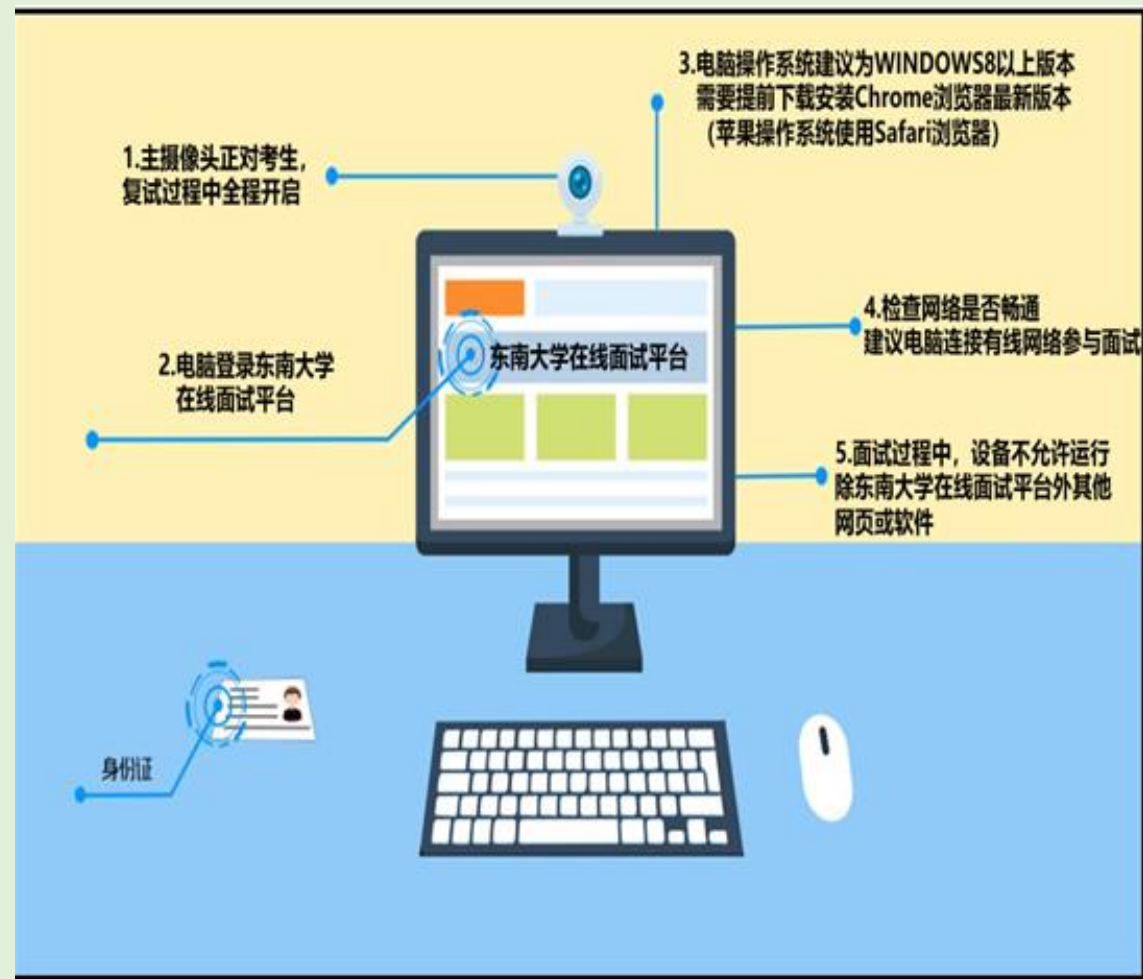 1.主摄像头正对考生，
复试过程中全程开启
2.电脑登录东南大学
在线面试平台
东南大学在线面试平台
3.电脑操作系统建议为WINDOWS8以上版本
需要提前下载安装Chrome浏览器最新版本
（苹果操作系统使用Safari浏览器）
4.检查网络是否畅通
建议电脑连接有线网络参与面试
5.面试过程中，设备不允许运行
除东南大学在线面试平台外其他
网页或软件
身份证